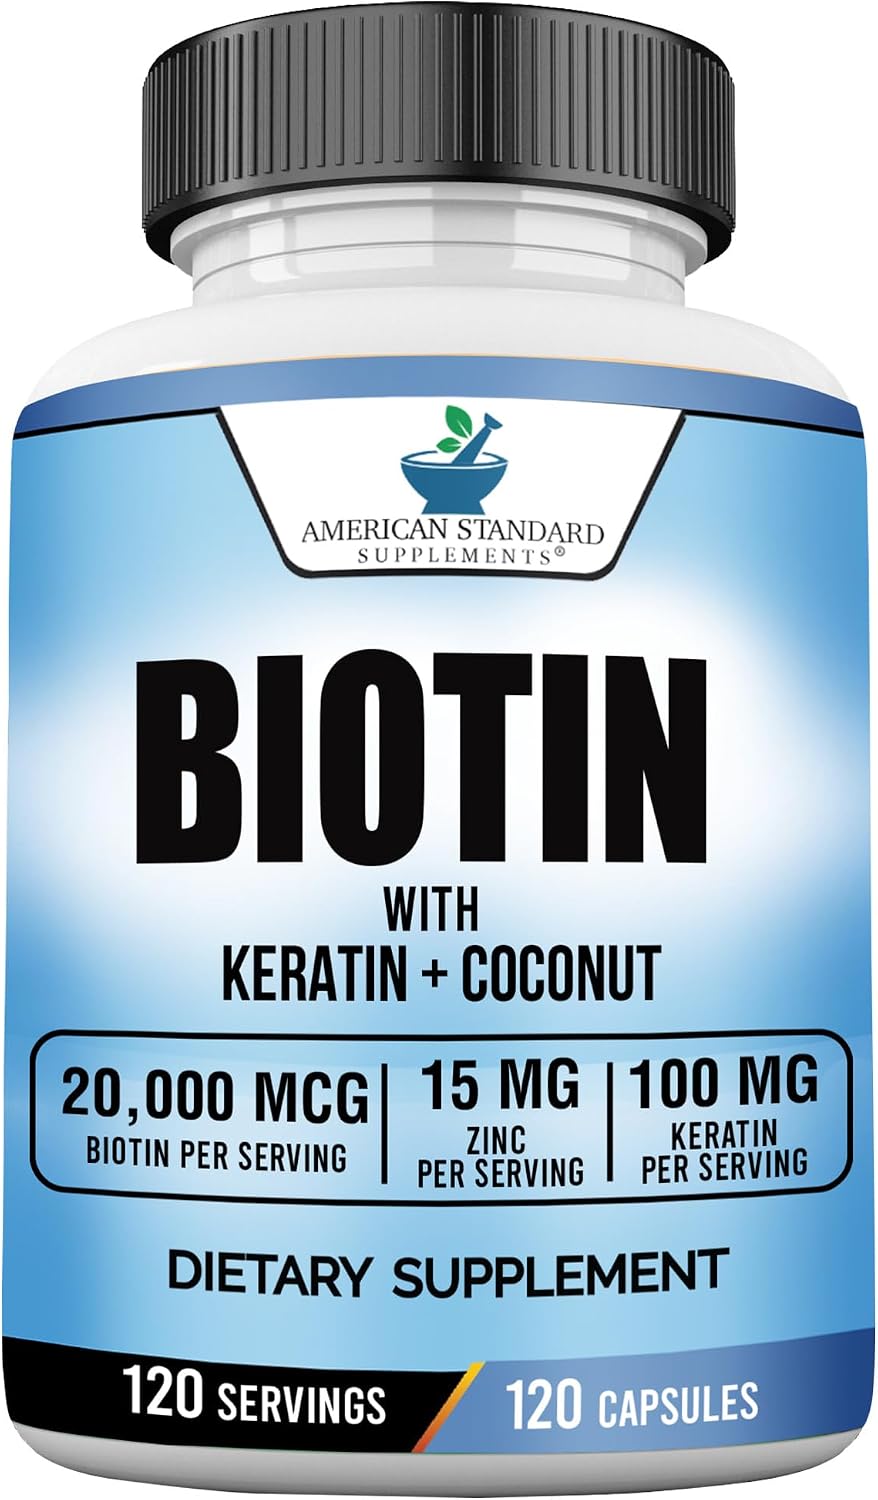 AMERICAN STANDARD
SUPPLEMENTS®
BIOTIN
WITH
KERATIN + COCONUT
20,000 MCG
BIOTIN PER SERVING
15 MG
ZINC
PER SERVING
100 MG
KERATIN
PER SERVING
DIETARY SUPPLEMENT
120 SERVINGS
120 CAPSULES